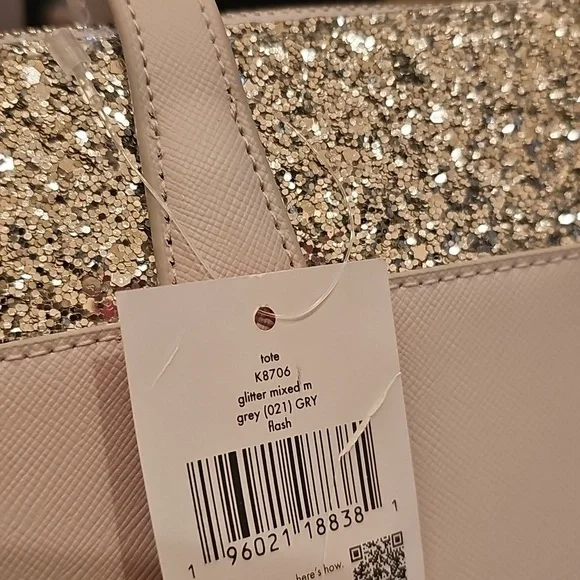 tote
K8706
glitter mixed m
grey (021) GRY
flash
1 96021 18838 1
here's how.